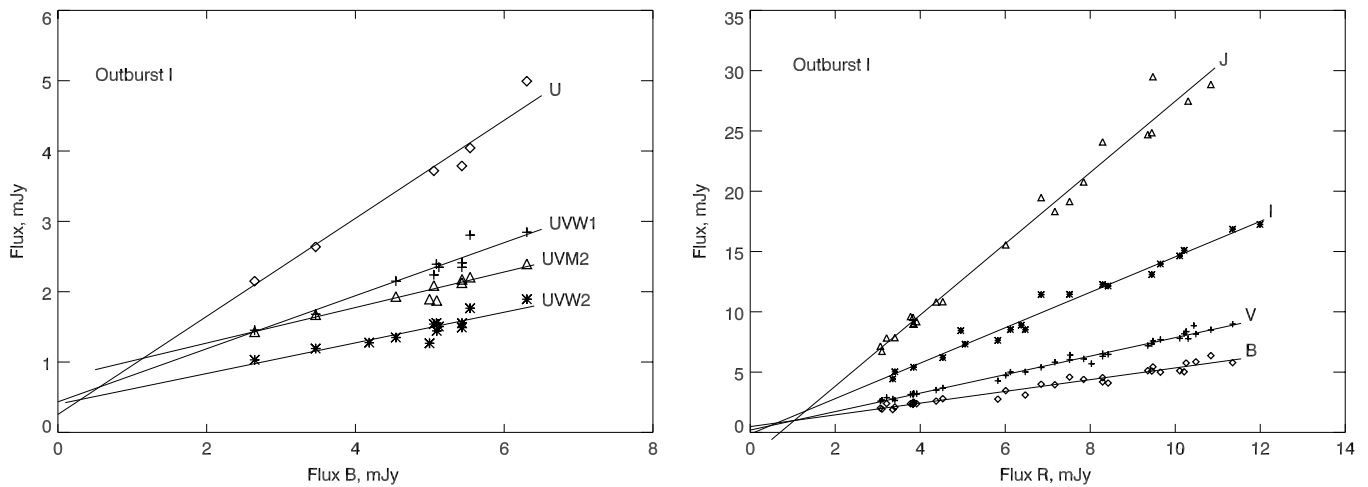 6
5
4
3
2
1
0
Flux, mJy
Outburst I
U
UVW1
UVM2
UVW2
0 2 4 6 8
Flux B, mJy
35
30
25
20
15
10
5
0
Flux, mJy
Outburst I
J
I
V
B
0 2 4 6 8 10 12 14
Flux R, mJy